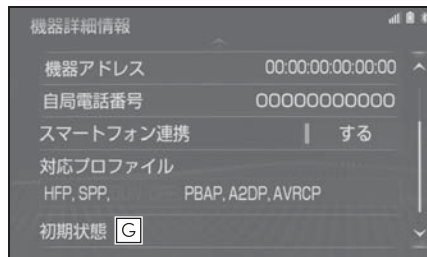 機器詳細情報
機器アドレス 00:00:00:00:00:00
自局電話番号 00000000000
スマートフォン連携 する
対応プロファイル
HFP, SPP, PBAP, A2DP, AVRCP
初期状態 G